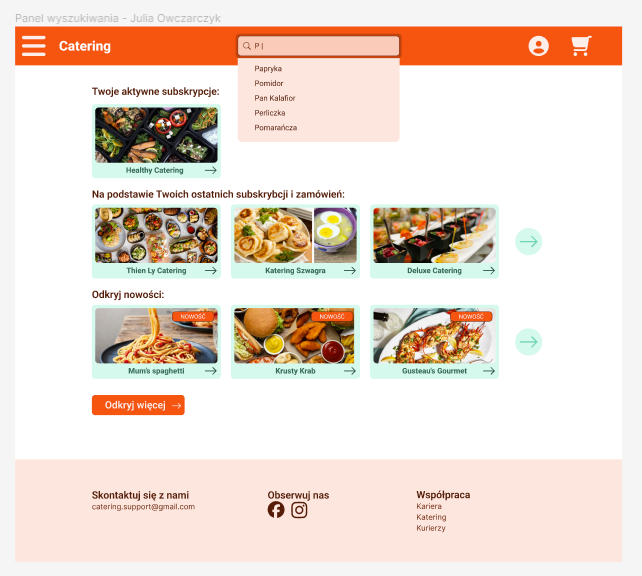 Panel wyszukiwania - Julia Owczarczyk
Catering
P |
Papryka
Pomidor
Pan Kalafior
Perliczka
Pomarańcza
Twoje aktywne subskrypcje:
Healthy Catering
Na podstawie Twoich ostatnich subskrybcji i zamówień:
Thien Ly Catering
Katering Szwagra
Deluxe Catering
Odkryj nowości:
NOWOŚĆ
NOWOŚĆ
NOWOŚĆ
Mum's spaghetti
Krusty Krab
Gusteau's Gourmet
Odkryj więcej
Skontaktuj się z nami
catering.support@gmail.com
Obserwuj nas
Współpraca
Kariera
Katering
Kurierzy